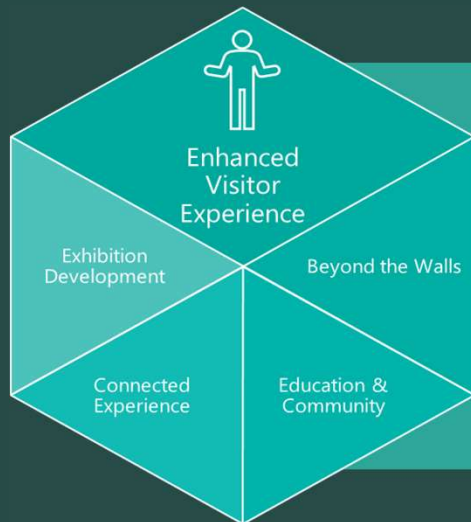 Enhanced
Visitor
Experience
Exhibition
Development
Beyond the Walls
Connected
Experience
Education &
Community